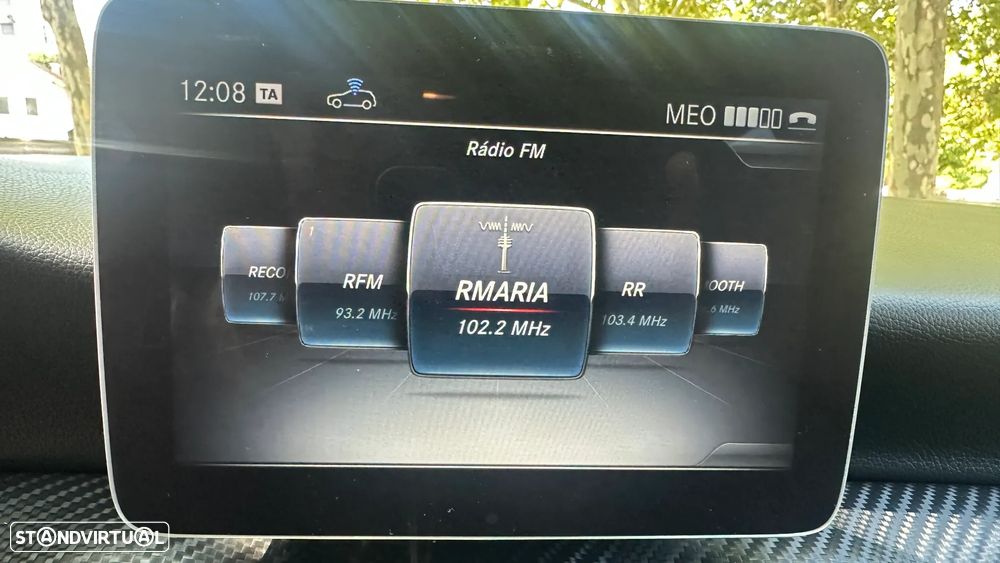 12:08 TA
MEO
Rádio FM
RECO
107.7 M
1
RFM
93.2 MHz
RMARIA
102.2 MHz
RR
103.4 MHz
OOTH
.6 MHz
STANDVIRTUAL